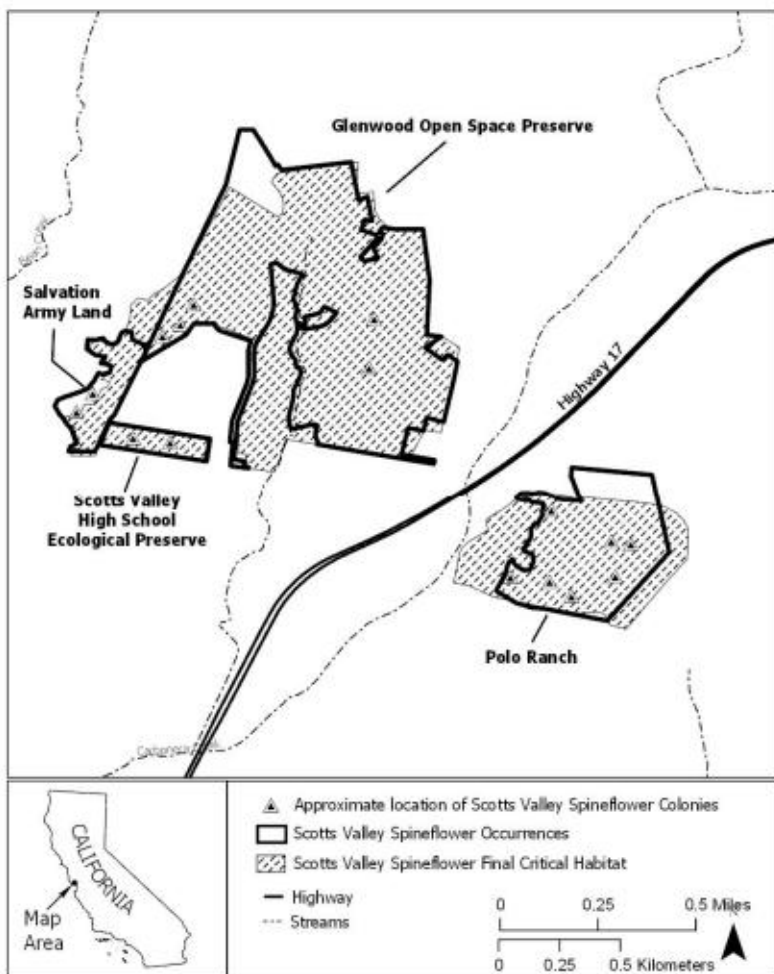 Glenwood Open Space Preserve
Salvation
Army Land
Highway 17
Scotts Valley
High School
Ecological Preserve
Polo Ranch
CALIFORNIA
Map
Area
Approximate location of Scotts Valley Spineflower Colonies
Scotts Valley Spineflower Occurrences
Scotts Valley Spineflower Final Critical Habitat
Highway
Streams
0 0.25 0.5 Miles
0 0.25 0.5 Kilometers
N